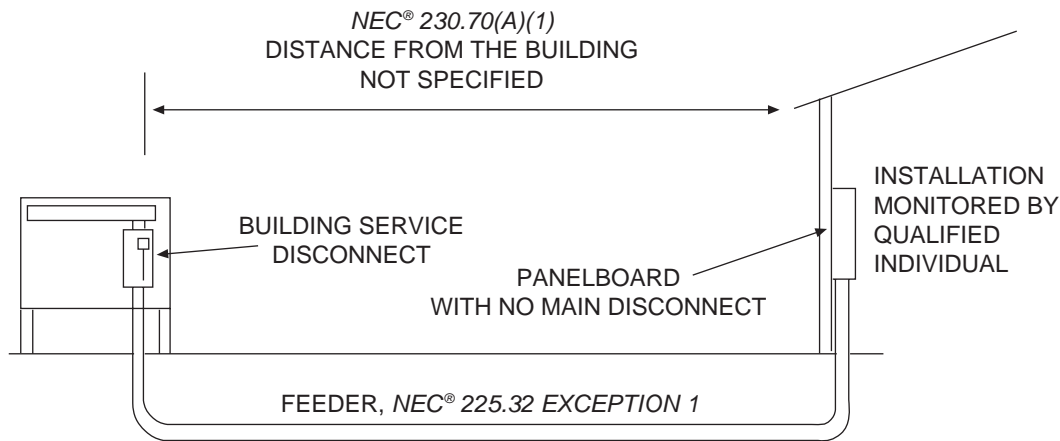 NEC® 230.70(A)(1)
DISTANCE FROM THE BUILDING
NOT SPECIFIED
BUILDING SERVICE
DISCONNECT
PANELBOARD
WITH NO MAIN DISCONNECT
INSTALLATION
MONITORED BY
QUALIFIED
INDIVIDUAL
FEEDER, NEC® 225.32 EXCEPTION 1